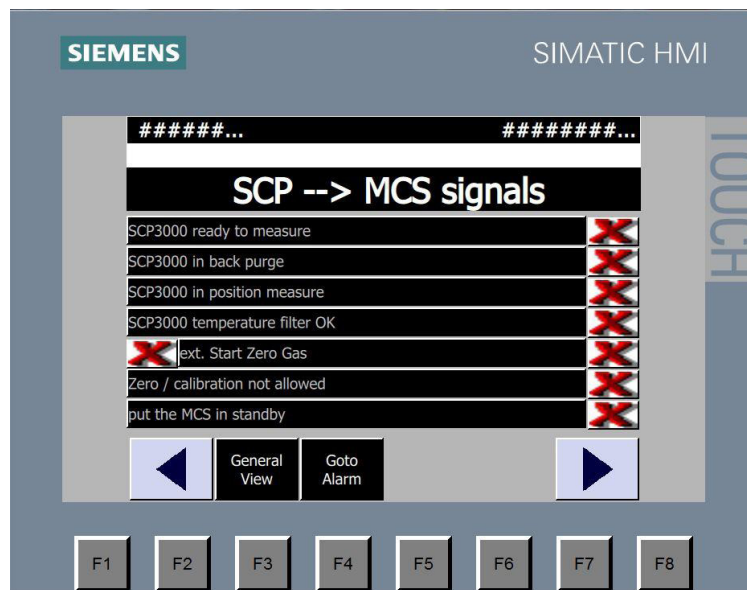 SIEMENS
SIMATIC HMI
TOUCH
######...
########...
SCP --> MCS signals
SCP3000 ready to measure
SCP3000 in back purge
SCP3000 in position measure
SCP3000 temperature filter OK
ext. Start Zero Gas
Zero / calibration not allowed
put the MCS in standby
General
View
Goto
Alarm
F1 F2 F3 F4 F5 F6 F7 F8